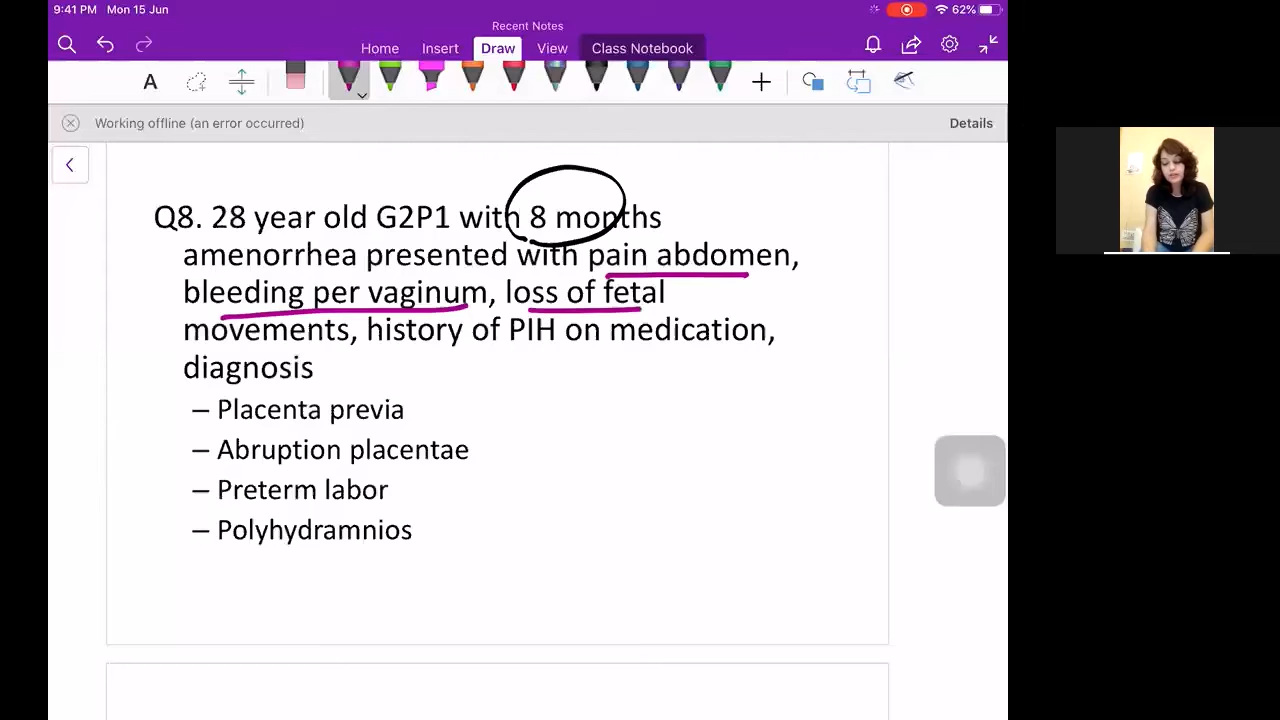 9:41 PM Mon 15 Jun
62%
Recent Notes
Home Insert Draw View Class Notebook
A
Working offline (an error occurred)
Details
Q8. 28 year old G2P1 with 8 months
amenorrhea presented with pain abdomen,
bleeding per vaginum, loss of fetal
movements, history of PIH on medication,
diagnosis
– Placenta previa
– Abruption placentae
– Preterm labor
– Polyhydramnios